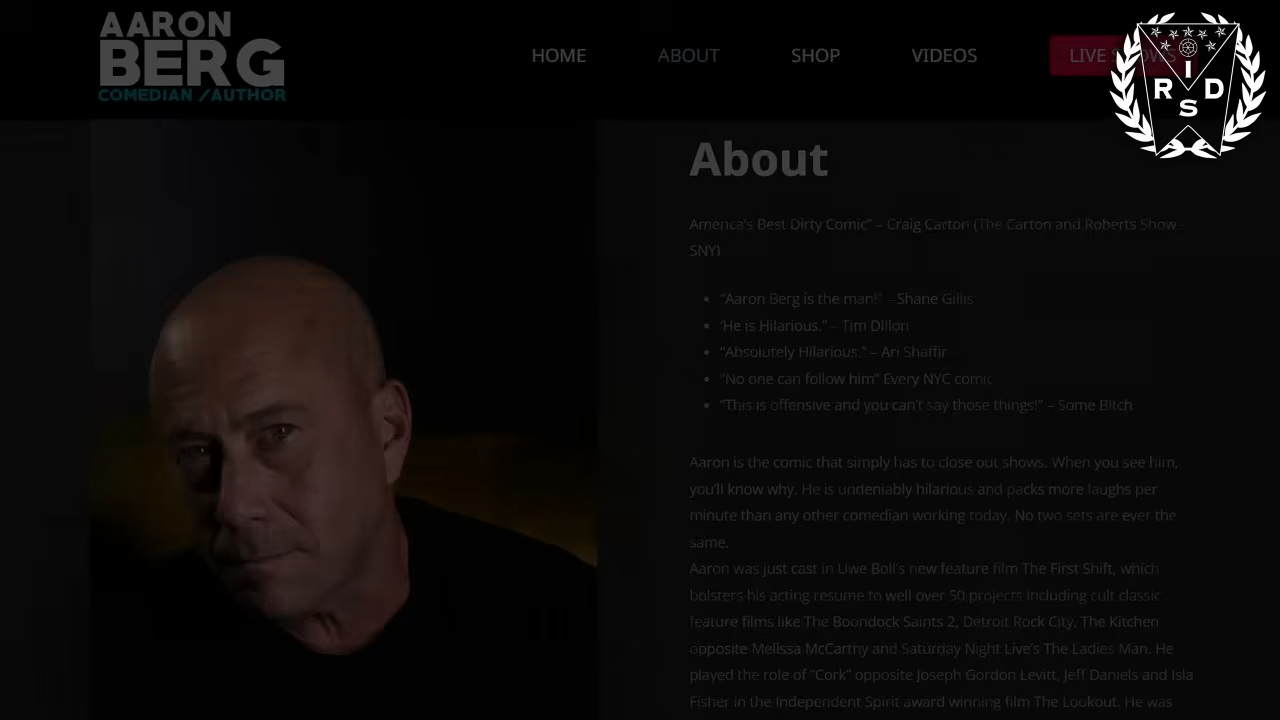 AARON
BERG
COMEDIAN / AUTHOR
HOME
ABOUT
SHOP
VIDEOS
LIVE SHOWS
I
R D
S
About
America's Best Dirty Comic" – Craig Carton (The Carton and Roberts Show -
SNY)
• "Aaron Berg is the man!" – Shane Gillis
• 'He is Hilarious." – Tim DIllon
• "Absolutely Hilarious." – Ari Shaffir
• "No one can follow him" Every NYC comic
• "This is offensive and you can't say those things!" – Some Bitch
Aaron is the comic that simply has to close out shows. When you see him,
you'll know why. He is undeniably hilarious and packs more laughs per
minute than any other comedian working today. No two sets are ever the
same.
Aaron was just cast in Uwe Boll's new feature film The First Shift, which
bolsters his acting resume to well over 50 projects including cult classic
feature films like The Boondock Saints 2, Detroit Rock City, The Kitchen
opposite Melissa McCarthy and Saturday Night Live's The Ladies Man. He
played the role of "Cork" opposite Joseph Gordon Levitt, Jeff Daniels and Isla
Fisher in the Independent Spirit award winning film The Lookout. He was